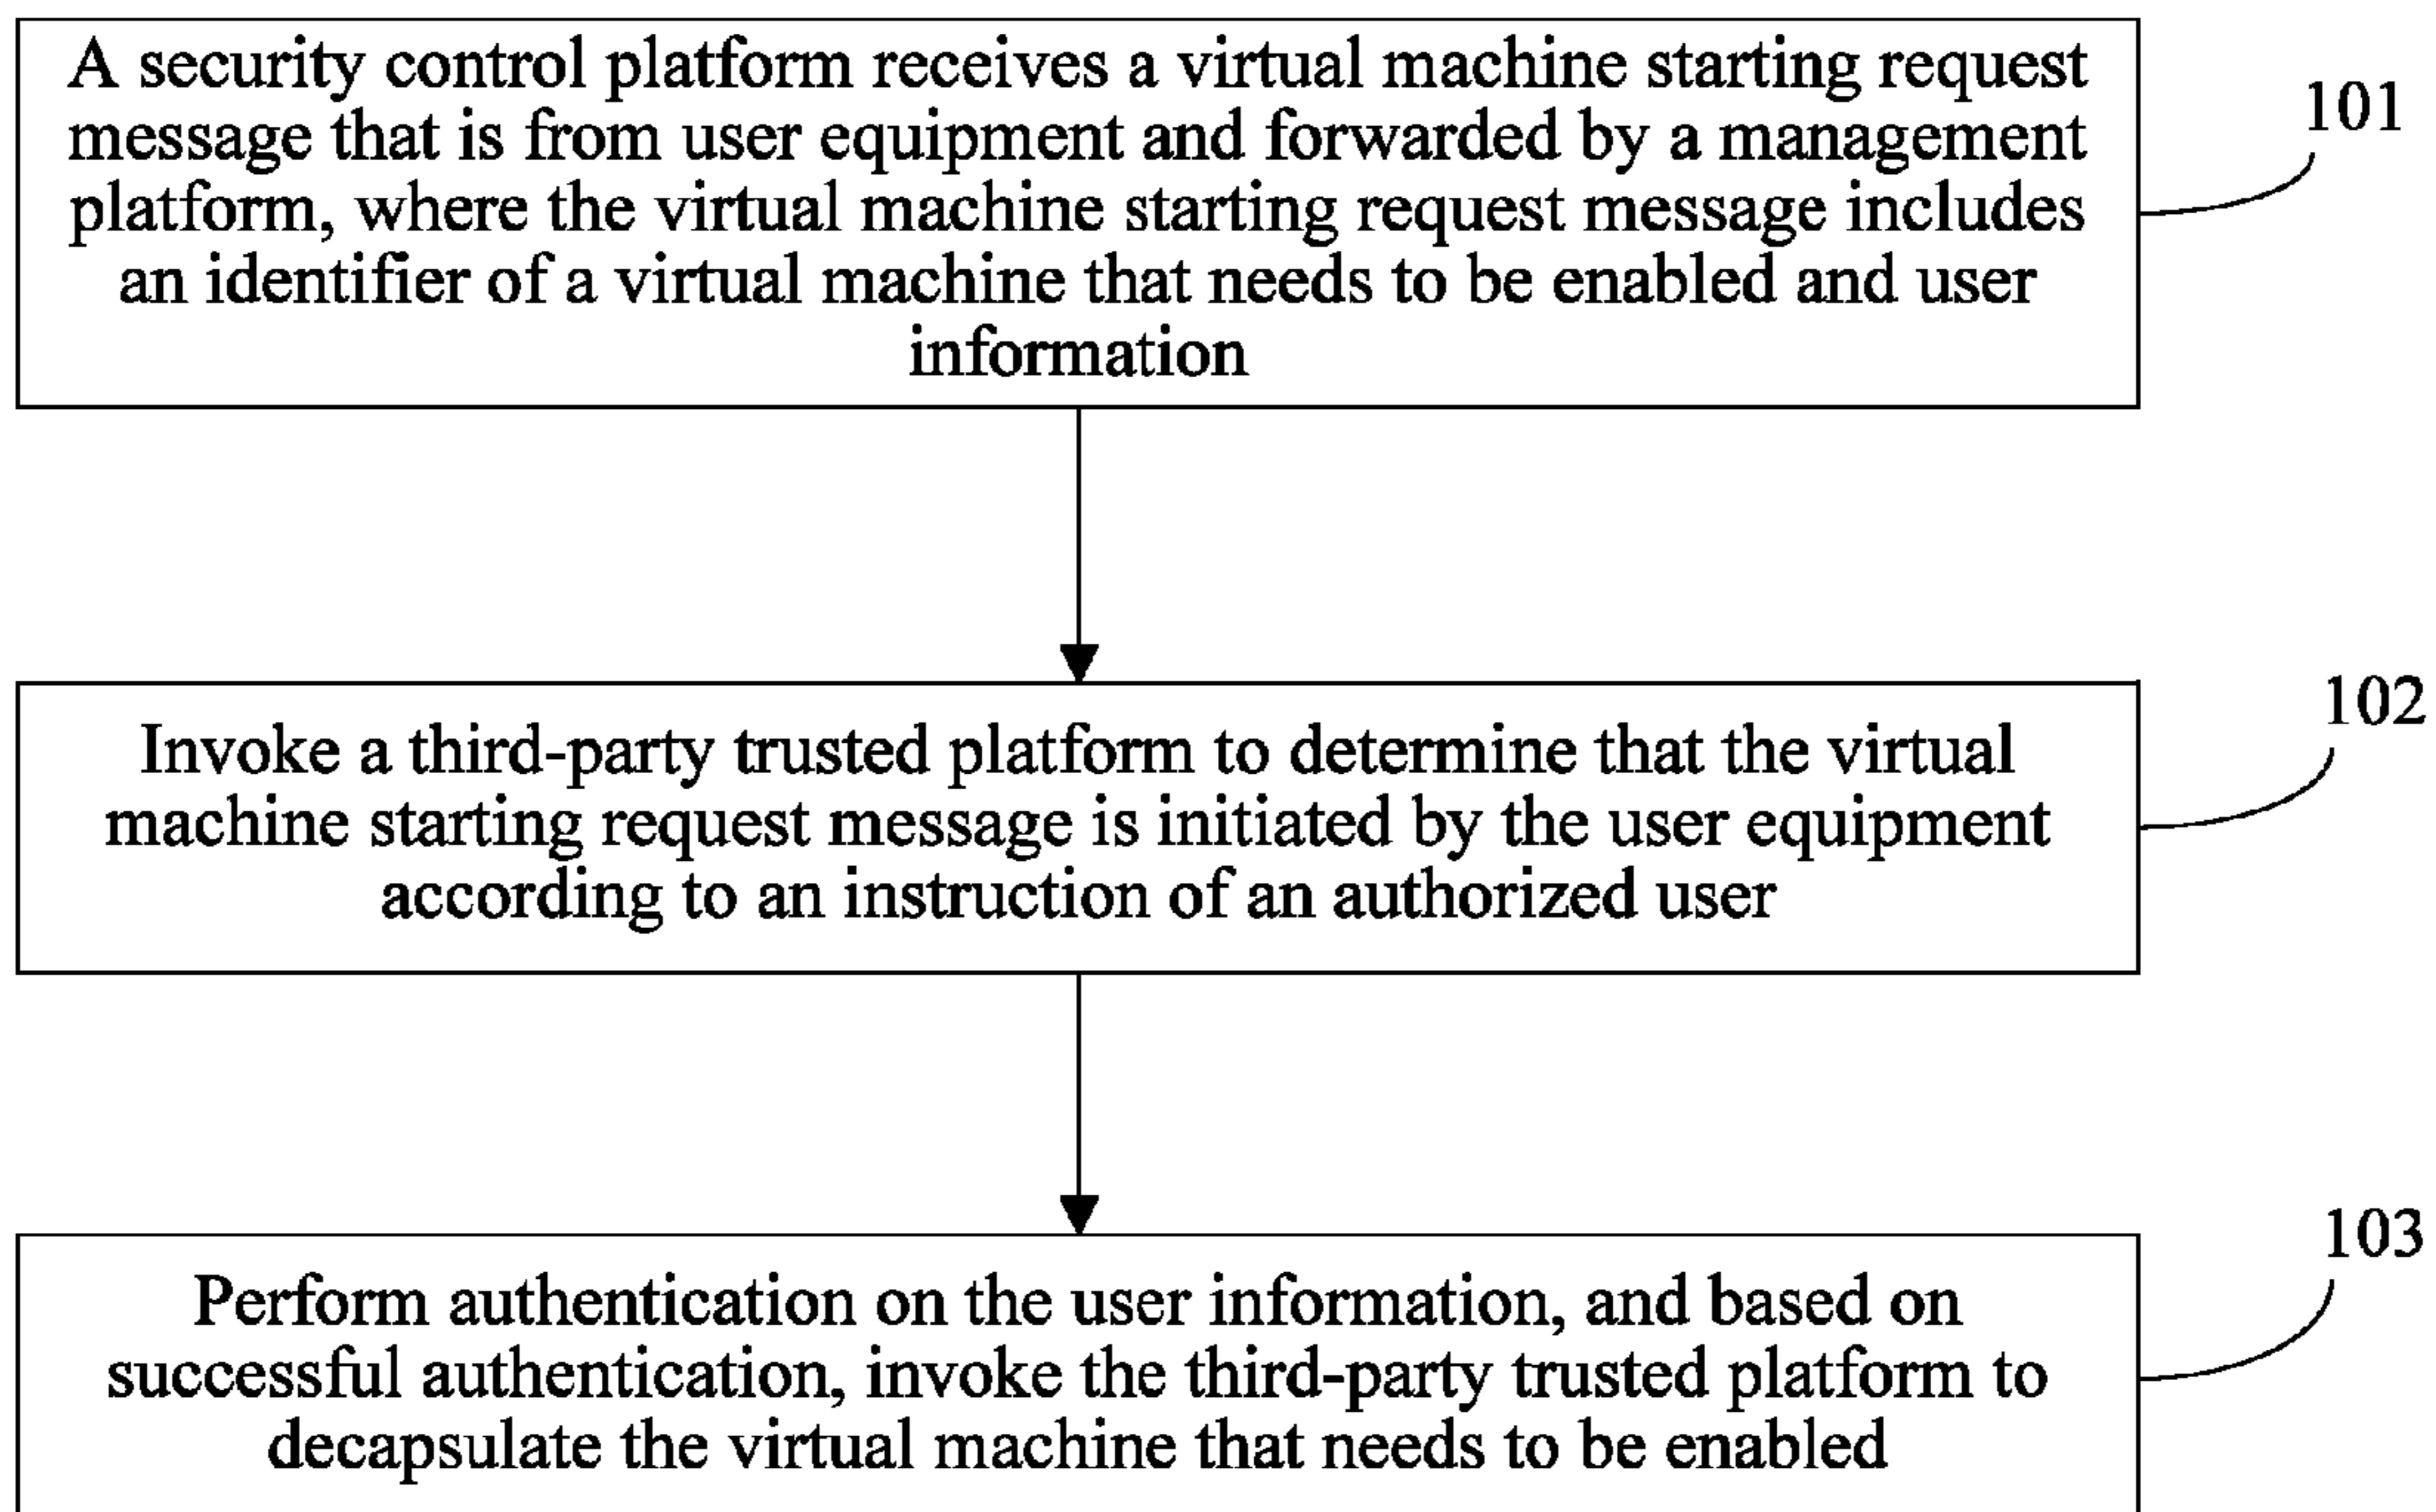 A security control platform receives a virtual machine starting request
message that is from user equipment and forwarded by a management
platform, where the virtual machine starting request message includes
an identifier of a virtual machine that needs to be enabled and user
information
101
Invoke a third-party trusted platform to determine that the virtual
machine starting request message is initiated by the user equipment
according to an instruction of an authorized user
102
Perform authentication on the user information, and based on
successful authentication, invoke the third-party trusted platform to
decapsulate the virtual machine that needs to be enabled
103